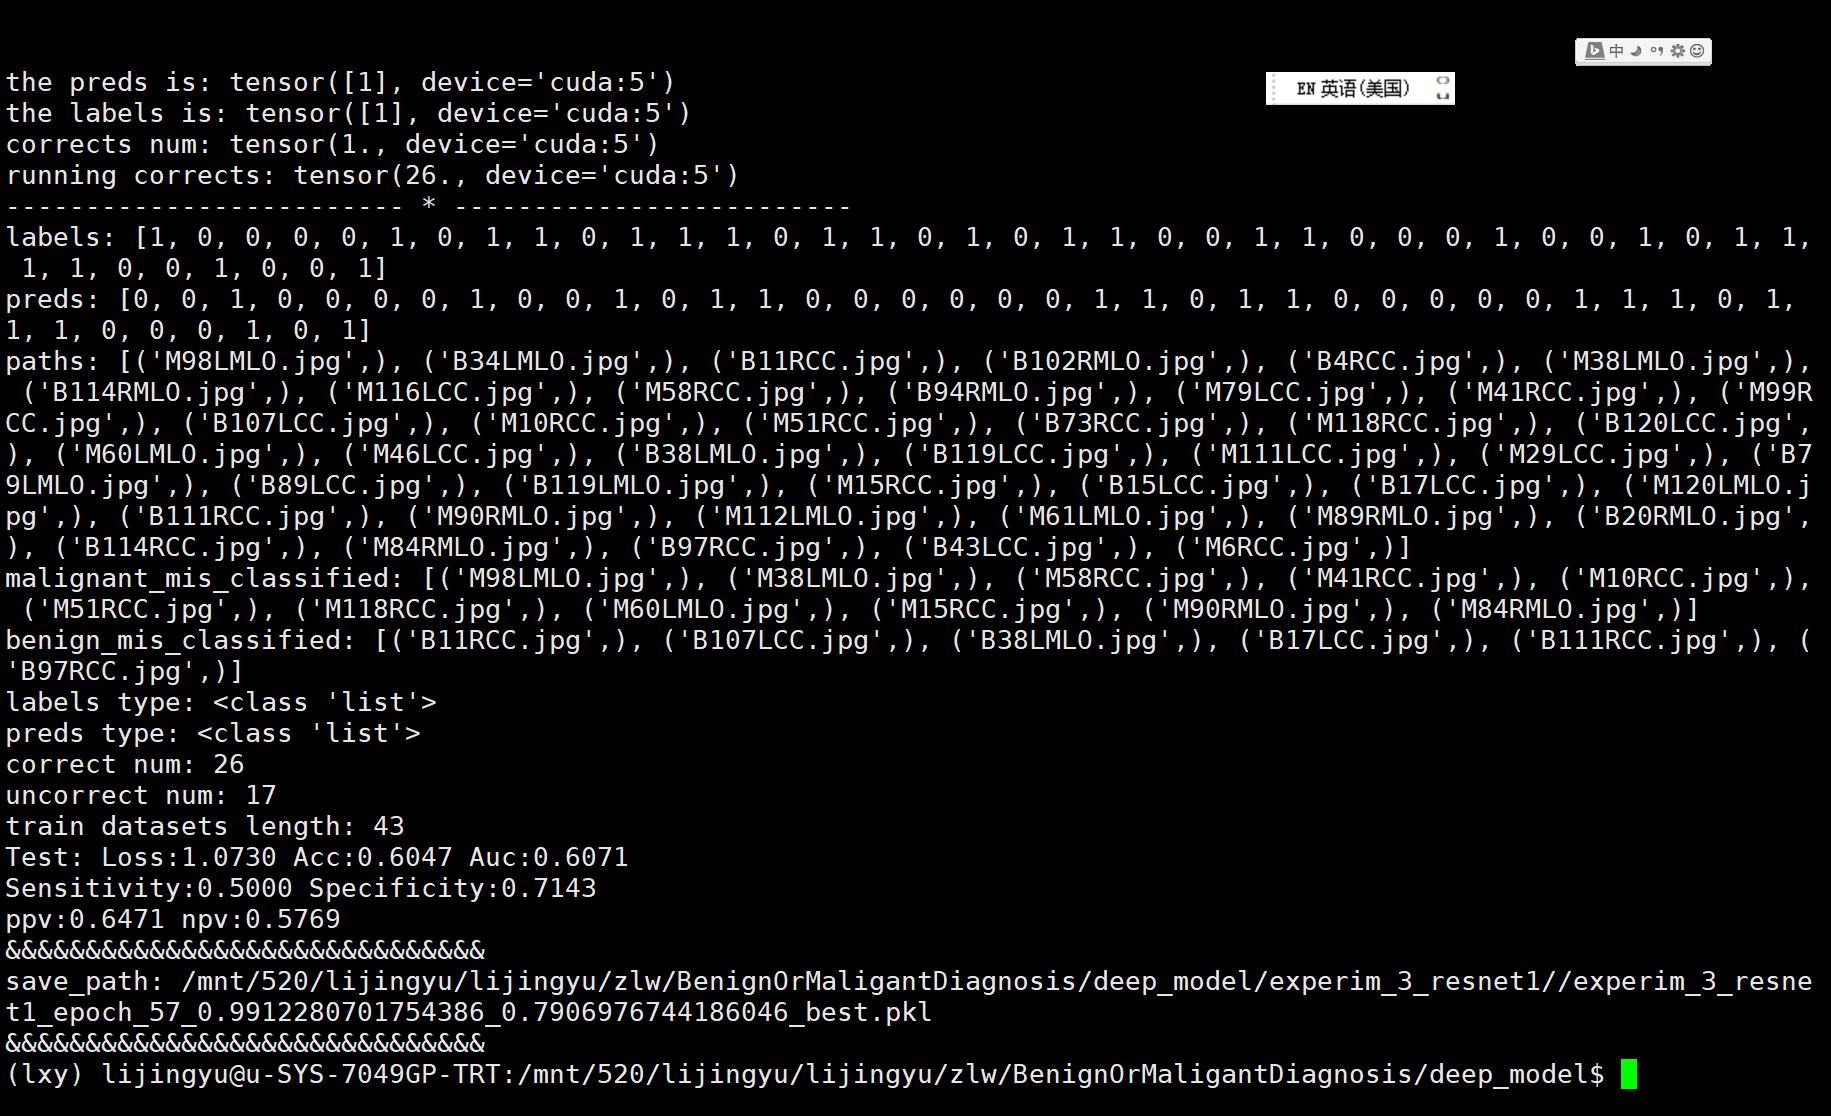 中
EN 英语(美国)
the preds is: tensor([1], device='cuda:5')
the labels is: tensor([1], device='cuda:5')
corrects num: tensor(1., device='cuda:5')
running corrects: tensor(26., device='cuda:5')
------------------------- * -------------------------
labels: [1, 0, 0, 0, 0, 1, 0, 1, 1, 0, 1, 1, 1, 0, 1, 1, 0, 1, 0, 1, 1, 0, 0, 1, 1, 0, 0, 0, 1, 0, 0, 1, 0, 1, 1,
1, 1, 0, 0, 1, 0, 0, 1]
preds: [0, 0, 1, 0, 0, 0, 0, 1, 0, 0, 1, 0, 1, 1, 0, 0, 0, 0, 0, 0, 1, 1, 0, 1, 1, 0, 0, 0, 0, 0, 1, 1, 1, 0, 1,
1, 1, 0, 0, 0, 1, 0, 1]
paths: [('M98LMLO.jpg',), ('B34LMLO.jpg',), ('B11RCC.jpg',), ('B102RMLO.jpg',), ('B4RCC.jpg',), ('M38LMLO.jpg',),
('B114RMLO.jpg',), ('M116LCC.jpg',), ('M58RCC.jpg',), ('B94RMLO.jpg',), ('M79LCC.jpg',), ('M41RCC.jpg',), ('M99R
CC.jpg',), ('B107LCC.jpg',), ('M10RCC.jpg',), ('M51RCC.jpg',), ('B73RCC.jpg',), ('M118RCC.jpg',), ('B120LCC.jpg',
), ('M60LMLO.jpg',), ('M46LCC.jpg',), ('B38LMLO.jpg',), ('B119LCC.jpg',), ('M111LCC.jpg',), ('M29LCC.jpg',), ('B7
9LMLO.jpg',), ('B89LCC.jpg',), ('B119LMLO.jpg',), ('M15RCC.jpg',), ('B15LCC.jpg',), ('B17LCC.jpg',), ('M120LMLO.j
pg',), ('B111RCC.jpg',), ('M90RMLO.jpg',), ('M112LMLO.jpg',), ('M61LMLO.jpg',), ('M89RMLO.jpg',), ('B20RMLO.jpg',
), ('B114RCC.jpg',), ('M84RMLO.jpg',), ('B97RCC.jpg',), ('B43LCC.jpg',), ('M6RCC.jpg',)]
malignant_mis_classified: [('M98LMLO.jpg',), ('M38LMLO.jpg',), ('M58RCC.jpg',), ('M41RCC.jpg',), ('M10RCC.jpg',),
('M51RCC.jpg',), ('M118RCC.jpg',), ('M60LMLO.jpg',), ('M15RCC.jpg',), ('M90RMLO.jpg',), ('M84RMLO.jpg',)]
benign_mis_classified: [('B11RCC.jpg',), ('B107LCC.jpg',), ('B38LMLO.jpg',), ('B17LCC.jpg',), ('B111RCC.jpg',), (
'B97RCC.jpg',)]
labels type: <class 'list'>
preds type: <class 'list'>
correct num: 26
uncorrect num: 17
train datasets length: 43
Test: Loss:1.0730 Acc:0.6047 Auc:0.6071
Sensitivity:0.5000 Specificity:0.7143
ppv:0.6471 npv:0.5769
&&&&&&&&&&&&&&&&&&&&&&&&&&&&&&
save_path: /mnt/520/lijingyu/lijingyu/zlw/BenignOrMaligantDiagnosis/deep_model/experim_3_resnet1//experim_3_resne
t1_epoch_57_0.9912280701754386_0.7906976744186046_best.pkl
&&&&&&&&&&&&&&&&&&&&&&&&&&&&&&
(lxy) lijingyu@u-SYS-7049GP-TRT:/mnt/520/lijingyu/lijingyu/zlw/BenignOrMaligantDiagnosis/deep_model$